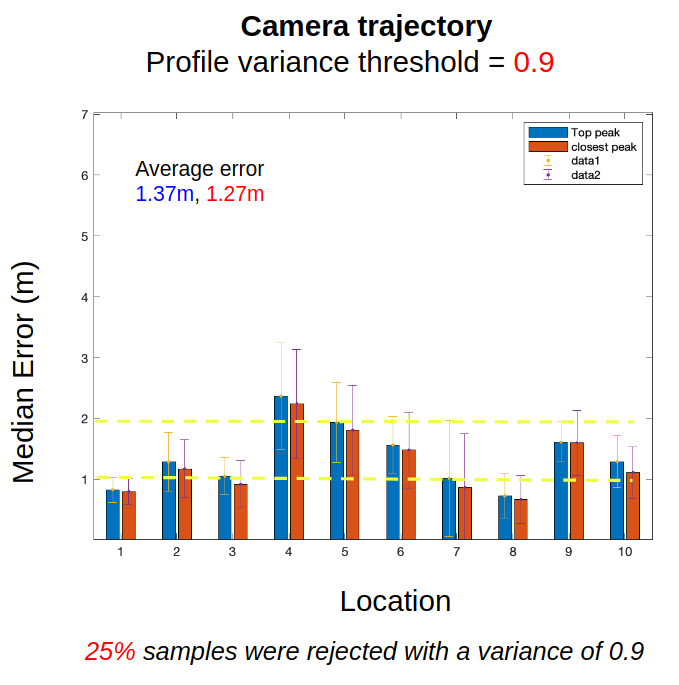 Camera trajectory
Profile variance threshold = 0.9
7
6
5
4
3
2
1
Median Error (m)
Average error
1.37m, 1.27m
Top peak
closest peak
data1
data2
1 2 3 4 5 6 7 8 9 10
Location
25% samples were rejected with a variance of 0.9